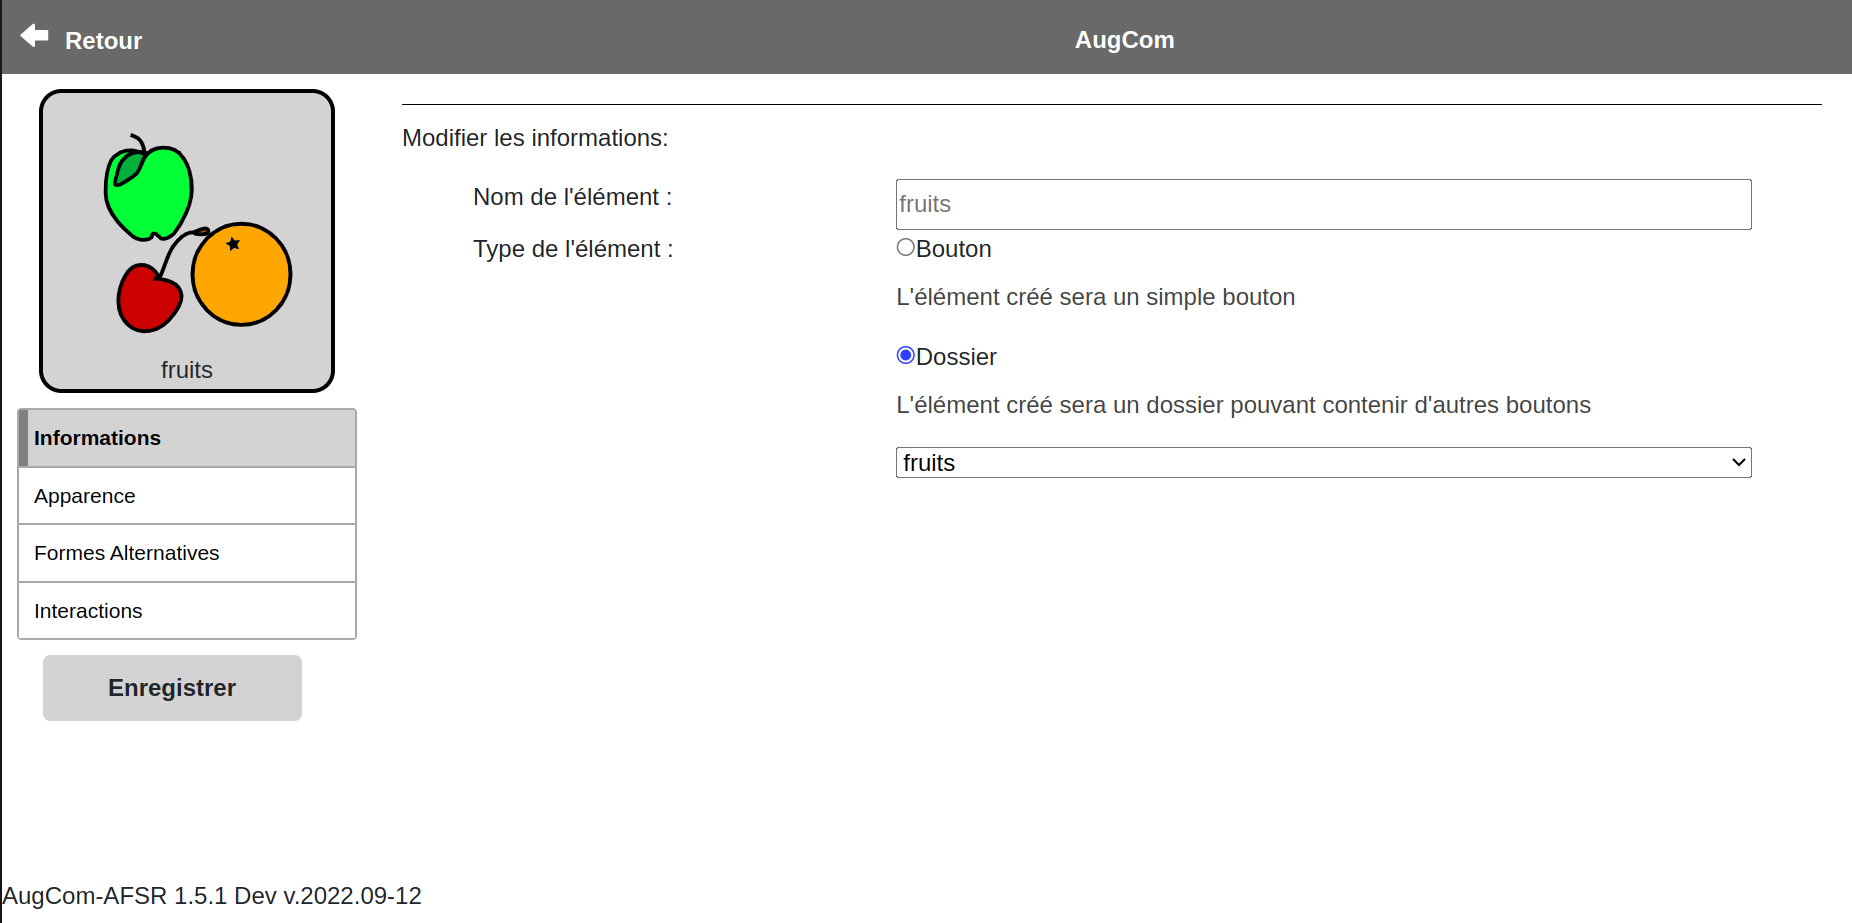 Retour
AugCom
fruits
Informations
Apparence
Formes Alternatives
Interactions
Enregistrer
Modifier les informations:
Nom de l'élément :
fruits
Type de l'élément :
Bouton
L'élément créé sera un simple bouton
Dossier
L'élément créé sera un dossier pouvant contenir d'autres boutons
fruits
AugCom-AFSR 1.5.1 Dev v.2022.09-12